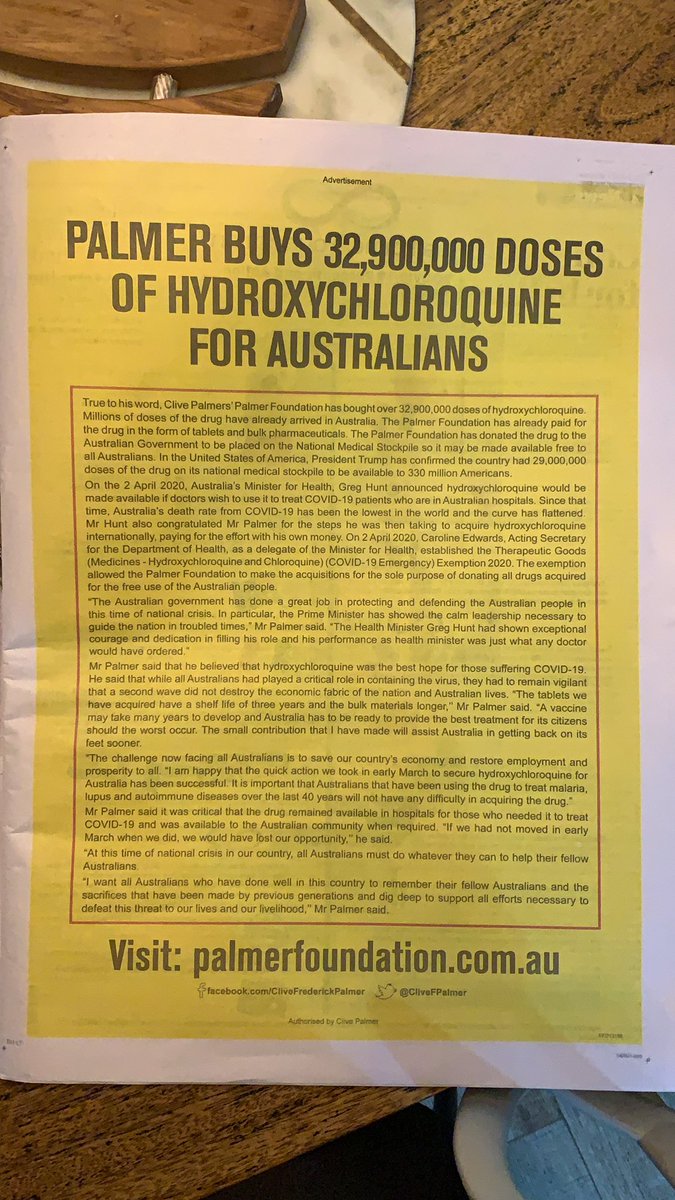 Advertisement
PALMER BUYS 32,900,000 DOSES
OF HYDROXYCHLOROQUINE
FOR AUSTRALIANS
True to his word, Clive Palmers' Palmer Foundation has bought over 32,900,000 doses of hydroxychloroquine.
Millions of doses of the drug have already arrived in Australia. The Palmer Foundation has already paid for
the drug in the form of tablets and bulk pharmaceuticals. The Palmer Foundation has donated the drug to the
Australian Government to be placed on the National Medical Stockpile so it may be made available free to
all Australians. In the United States of America, President Trump has confirmed the country had 29,000,000
doses of the drug on its national medical stockpile to be available to 330 million Americans.
On the 2 April 2020, Australia's Minister for Health, Greg Hunt announced hydroxychloroquine would be
made available if doctors wish to use it to treat COVID-19 patients who are in Australian hospitals. Since that
time, Australia's death rate from COVID-19 has been the lowest in the world and the curve has flattened.
Mr Hunt also congratulated Mr Palmer for the steps he was then taking to acquire hydroxychloroquine
internationally, paying for the effort with his own money. On 2 April 2020, Caroline Edwards, Acting Secretary
for the Department of Health, as a delegate of the Minister for Health, established the Therapeutic Goods
(Medicines - Hydroxychloroquine and Chloroquine) (COVID-19 Emergency) Exemption 2020. The exemption
allowed the Palmer Foundation to make the acquisitions for the sole purpose of donating all drugs acquired
for the free use of the Australian people.
"The Australian government has done a great job in protecting and defending the Australian people in
this time of national crisis. In particular, the Prime Minister has showed the calm leadership necessary to
guide the nation in troubled times," Mr Palmer said. "The Health Minister Greg Hunt had shown exceptional
courage and dedication in filling his role and his performance as health minister was just what any doctor
would have ordered."
Mr Palmer said that he believed that hydroxychloroquine was the best hope for those suffering COVID-19.
He said that while all Australians had played a critical role in containing the virus, they had to remain vigilant
that a second wave did not destroy the economic fabric of the nation and Australian lives. "The tablets we
have acquired have a shelf life of three years and the bulk materials longer," Mr Palmer said. "A vaccine
may take many years to develop and Australia has to be ready to provide the best treatment for its citizens
should the worst occur. The small contribution that I have made will assist Australia in getting back on its
feet sooner.
"The challenge now facing all Australians is to save our country's economy and restore employment and
prosperity to all. "I am happy that the quick action we took in early March to secure hydroxychloroquine for
Australia has been successful. It is important that Australians that have been using the drug to treat malaria,
lupus and autoimmune diseases over the last 40 years will not have any difficulty in acquiring the drug."
Mr Palmer said it was critical that the drug remained available in hospitals for those who needed it to treat
COVID-19 and was available to the Australian community when required. "If we had not moved in early
March when we did, we would have lost our opportunity," he said.
"At this time of national crisis in our country, all Australians must do whatever they can to help their fellow
Australians.
"I want all Australians who have done well in this country to remember their fellow Australians and the
sacrifices that have been made by previous generations and dig deep to support all efforts necessary to
defeat this threat to our lives and our livelihood," Mr Palmer said.
Visit: palmerfoundation.com.au
facebook.com/CliveFrederickPalmer @CliveFPalmer
Authorised by Clive Palmer